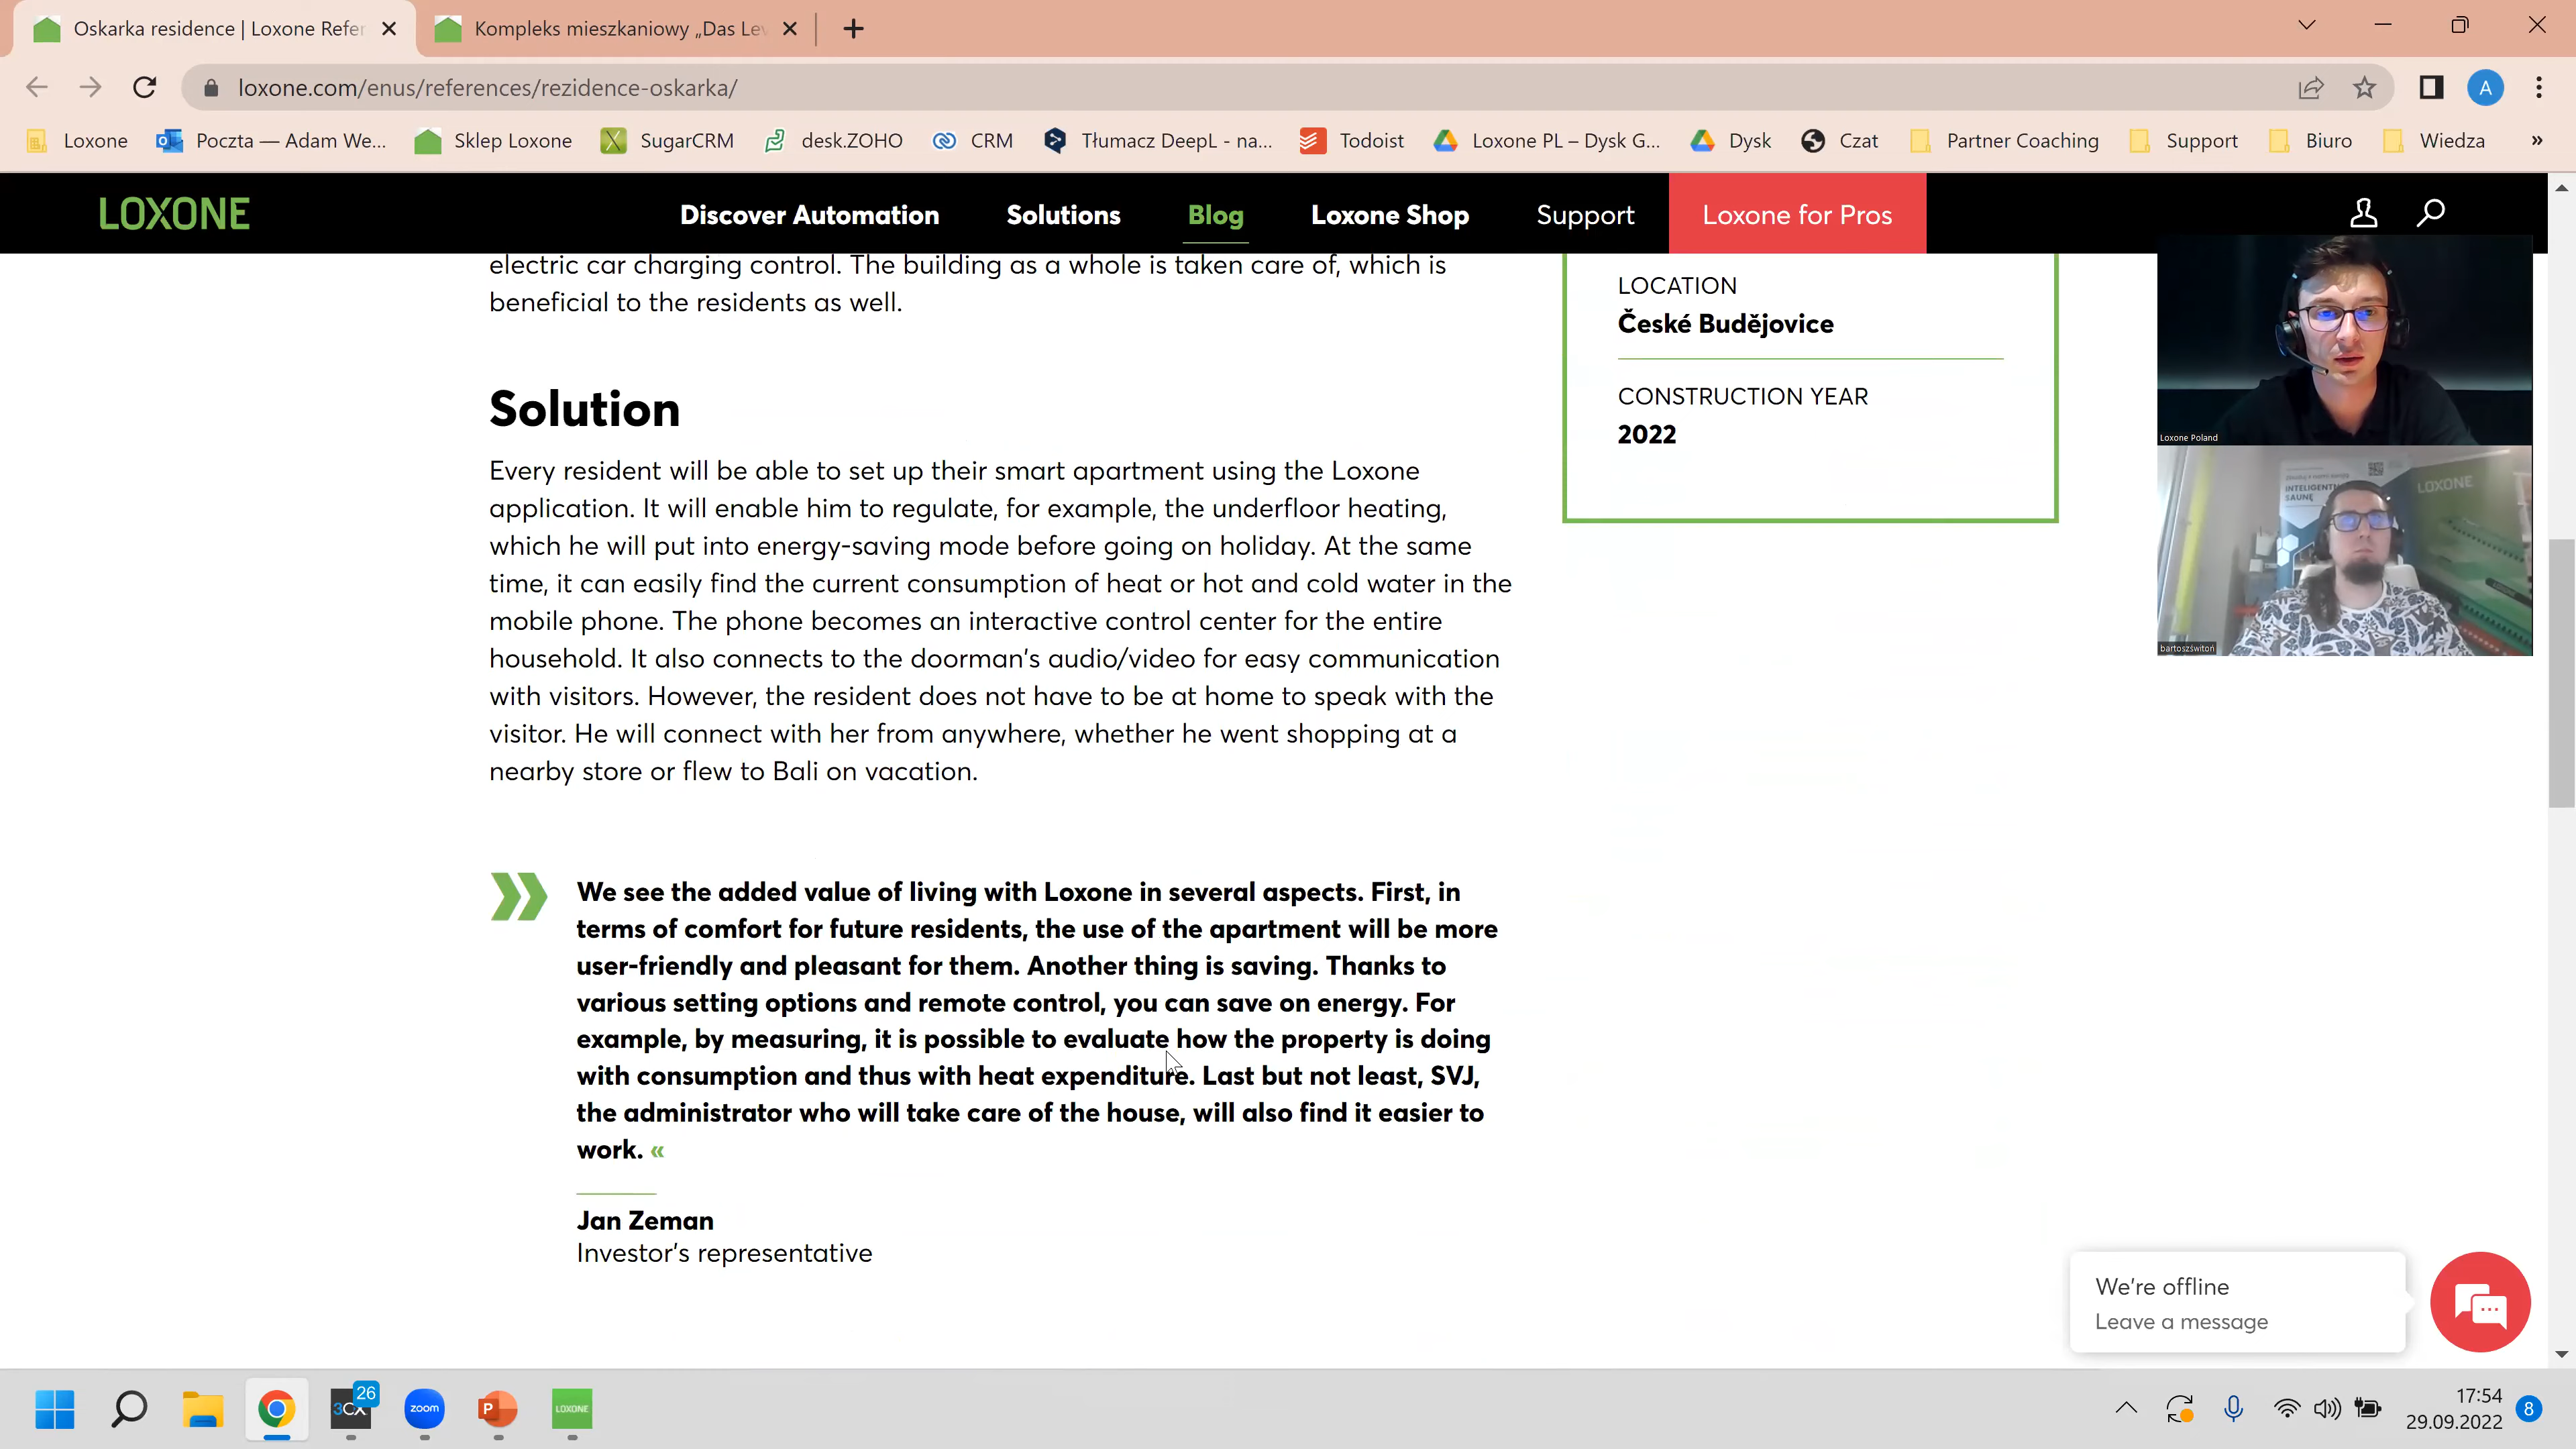 Oskarka residence | Loxone Refer
Kompleks mieszkaniowy „Das Lev
loxone.com/enus/references/rezidence-oskarka/
A
Loxone
Poczta — Adam We...
Sklep Loxone
SugarCRM
desk.ZOHO
CRM
Tłumacz DeepL - na...
Todoist
Loxone PL – Dysk G...
Dysk
Czat
Partner Coaching
Support
Biuro
Wiedza
»
LOXONE
Discover Automation
Solutions
Blog
Loxone Shop
Support
Loxone for Pros
electric car charging control. The building as a whole is taken care of, which is
beneficial to the residents as well.
LOCATION
České Budějovice
CONSTRUCTION YEAR
2022
Loxone Poland
INTELIGENTN
SAUNĘ
LOXONE
bartoszświtoń
Solution
Every resident will be able to set up their smart apartment using the Loxone
application. It will enable him to regulate, for example, the underfloor heating,
which he will put into energy-saving mode before going on holiday. At the same
time, it can easily find the current consumption of heat or hot and cold water in the
mobile phone. The phone becomes an interactive control center for the entire
household. It also connects to the doorman's audio/video for easy communication
with visitors. However, the resident does not have to be at home to speak with the
visitor. He will connect with her from anywhere, whether he went shopping at a
nearby store or flew to Bali on vacation.
We see the added value of living with Loxone in several aspects. First, in
terms of comfort for future residents, the use of the apartment will be more
user-friendly and pleasant for them. Another thing is saving. Thanks to
various setting options and remote control, you can save on energy. For
example, by measuring, it is possible to evaluate how the property is doing
with consumption and thus with heat expenditure. Last but not least, SVJ,
the administrator who will take care of the house, will also find it easier to
work. «
Jan Zeman
Investor's representative
We're offline
Leave a message
3CX
26
zoom
P
LOXONE
17:54
29.09.2022
8